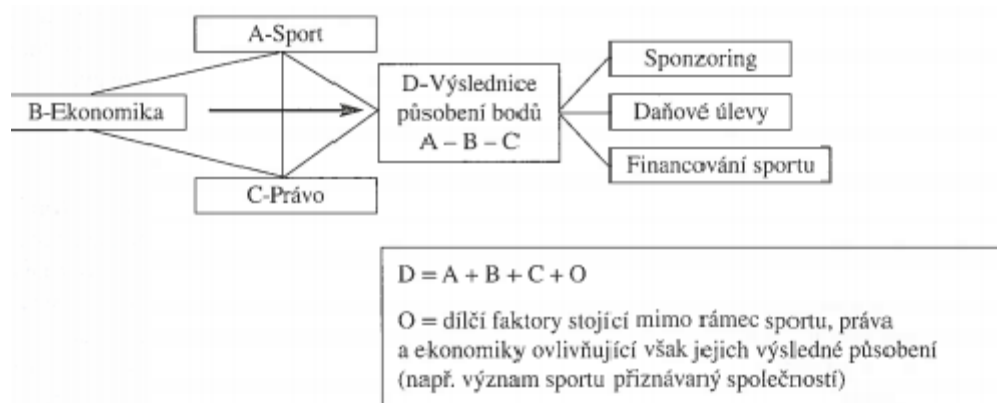 A-Sport
B-Ekonomika
C-Právo
D-Výslednice
působení bodů
A – B – C
Sponzoring
Daňové úlevy
Financování sportu
D = A + B + C + O
O = dílčí faktory stojící mimo rámec sportu, práva
a ekonomiky ovlivňující však jejich výsledné působení
(např. význam sportu přiznávaný společností)